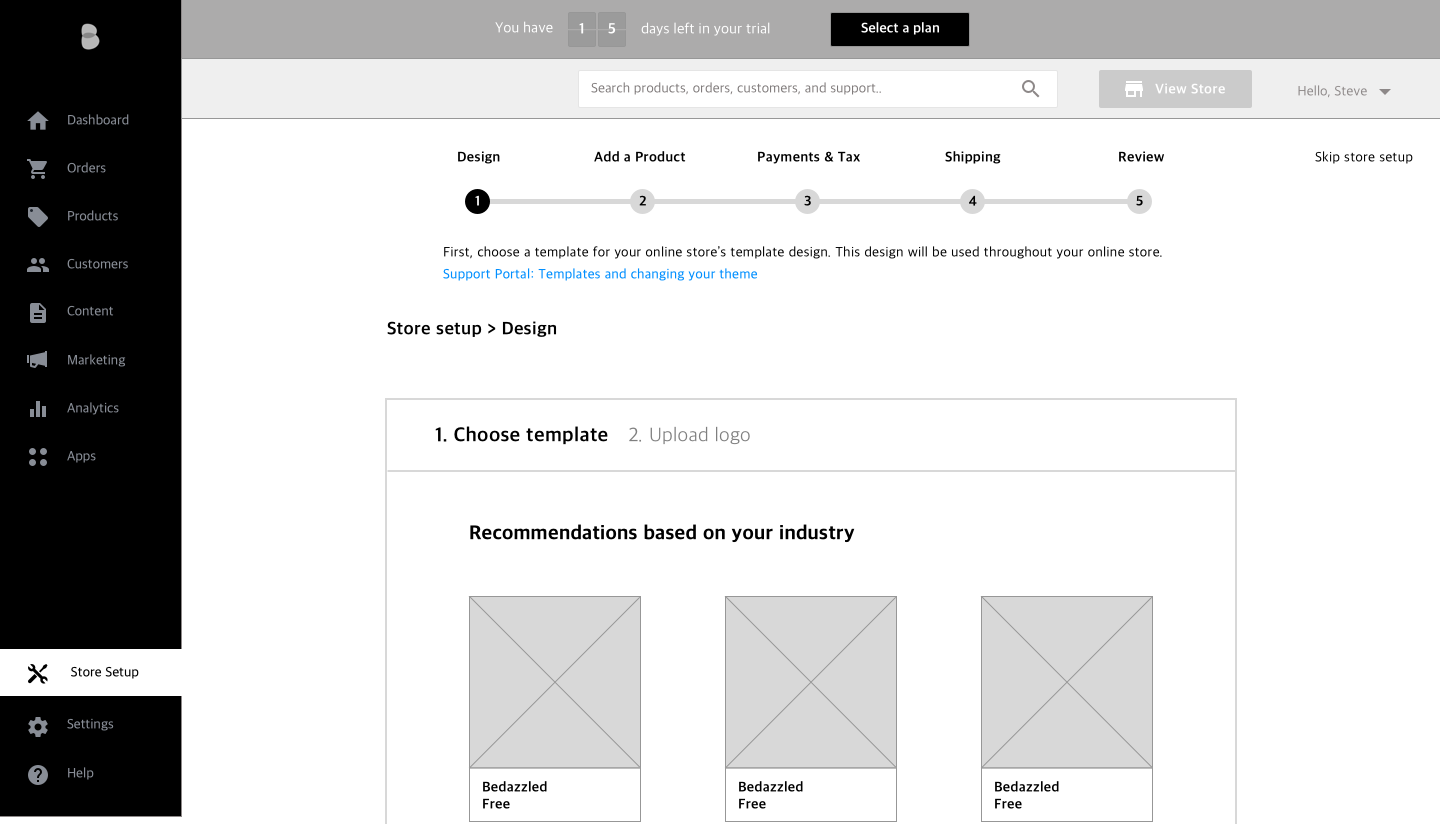 You have 1 5 days left in your trial
Select a plan
Search products, orders, customers, and support..
View Store
Hello, Steve
Dashboard
Orders
Products
Customers
Content
Marketing
Analytics
Apps
Store Setup
Settings
Help
Design Add a Product Payments & Tax Shipping Review
Skip store setup
1 2 3 4 5
First, choose a template for your online store's template design. This design will be used throughout your online store.
Support Portal: Templates and changing your theme
Store setup > Design
1. Choose template 2. Upload logo
Recommendations based on your industry
Bedazzled
Free
Bedazzled
Free
Bedazzled
Free